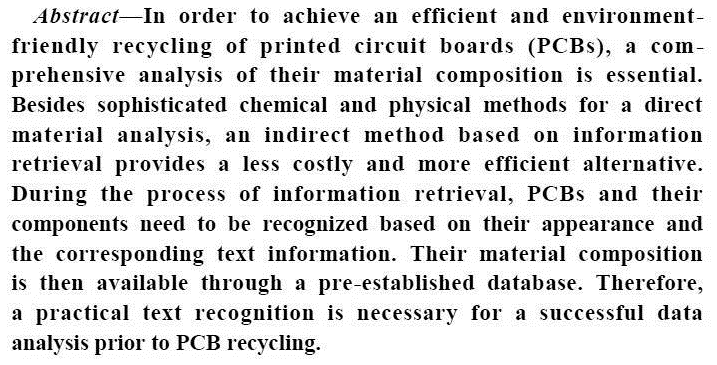 Abstract—In order to achieve an efficient and environment-
friendly recycling of printed circuit boards (PCBs), a com-
prehensive analysis of their material composition is essential.
Besides sophisticated chemical and physical methods for a direct
material analysis, an indirect method based on information
retrieval provides a less costly and more efficient alternative.
During the process of information retrieval, PCBs and their
components need to be recognized based on their appearance and
the corresponding text information. Their material composition
is then available through a pre-established database. Therefore,
a practical text recognition is necessary for a successful data
analysis prior to PCB recycling.